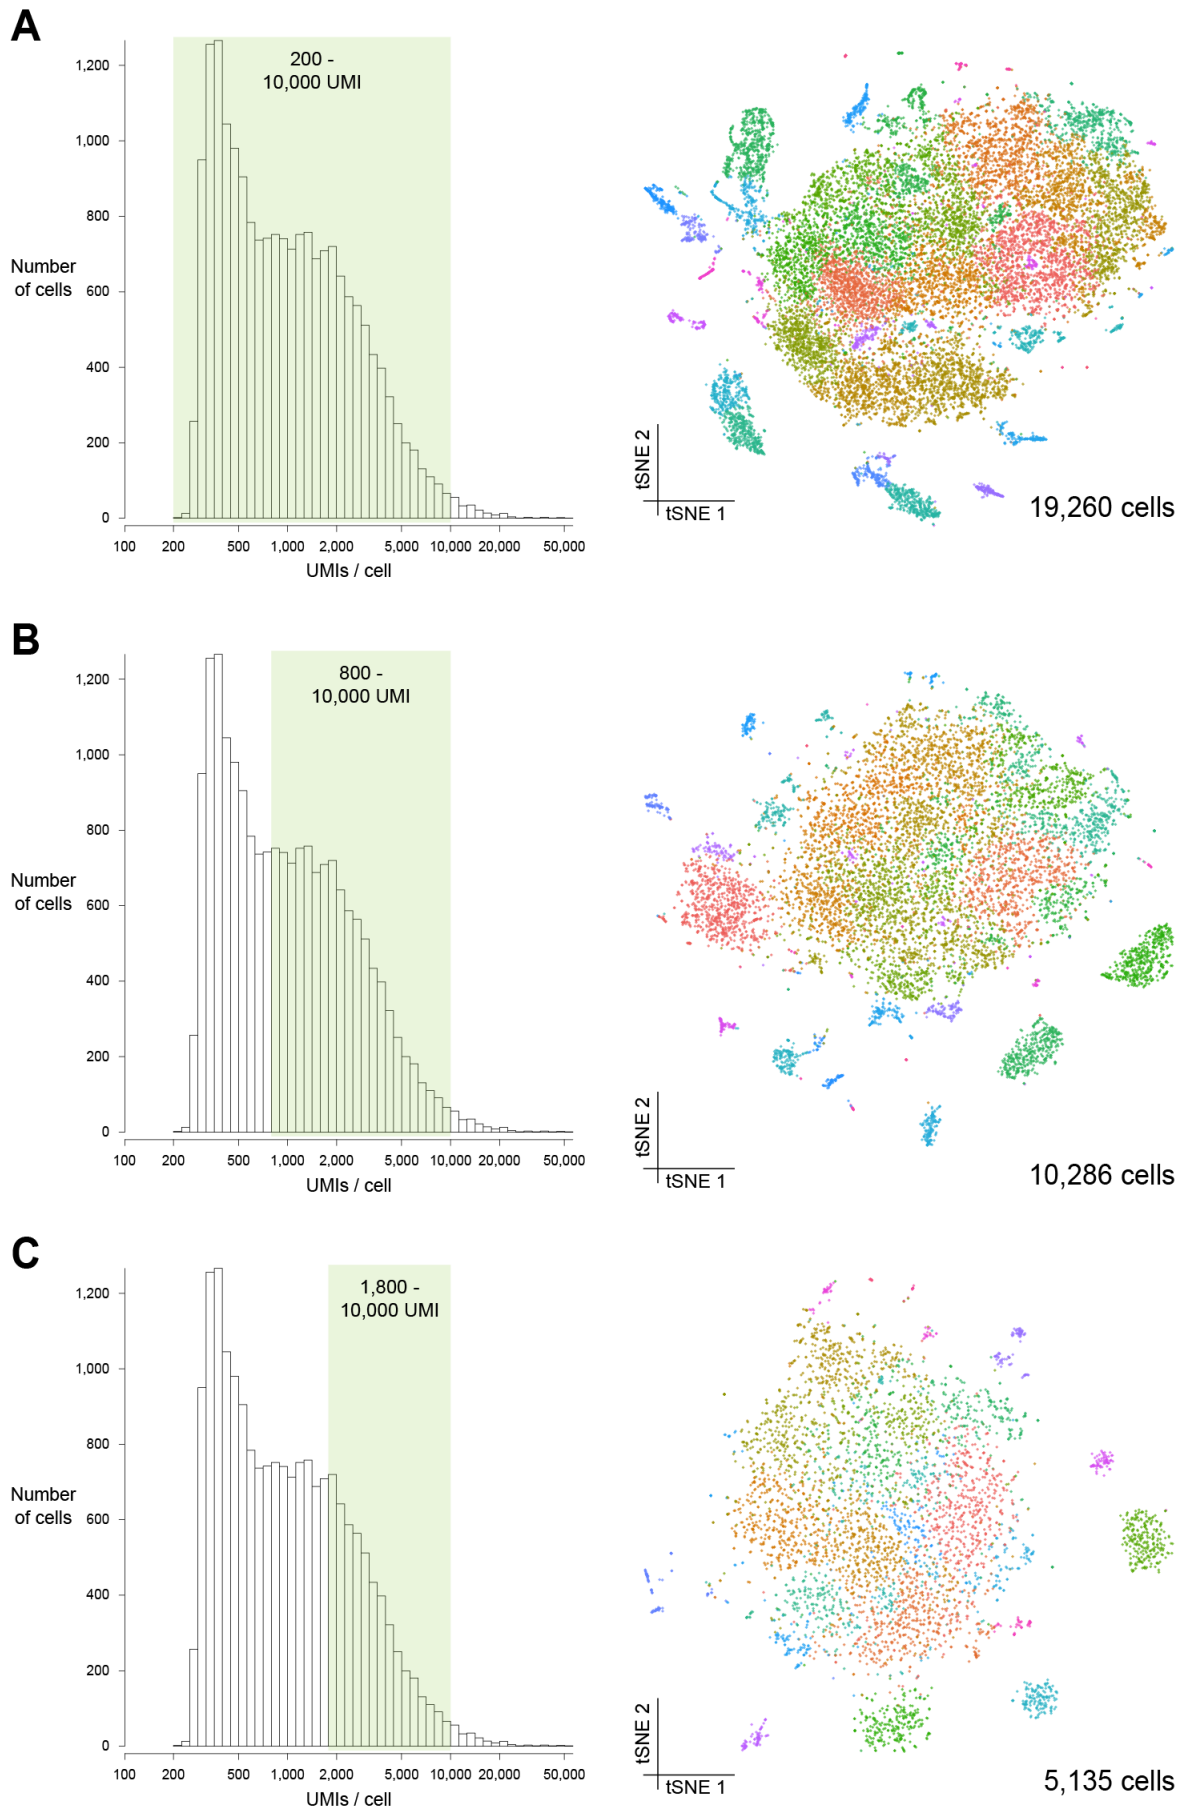 A
200 -
10,000 UMI
1,200
1,000
800
600
400
200
0
Number
of cells
100 200 500 1,000 2,000 5,000 10,000 20,000 50,000
UMIs / cell
tSNE 2
tSNE 1
19,260 cells
B
800 -
10,000 UMI
1,200
1,000
800
600
400
200
0
Number
of cells
100 200 500 1,000 2,000 5,000 10,000 20,000 50,000
UMIs / cell
tSNE 2
tSNE 1
10,286 cells
C
1,800 -
10,000 UMI
1,200
1,000
800
600
400
200
0
Number
of cells
100 200 500 1,000 2,000 5,000 10,000 20,000 50,000
UMIs / cell
tSNE 2
tSNE 1
5,135 cells